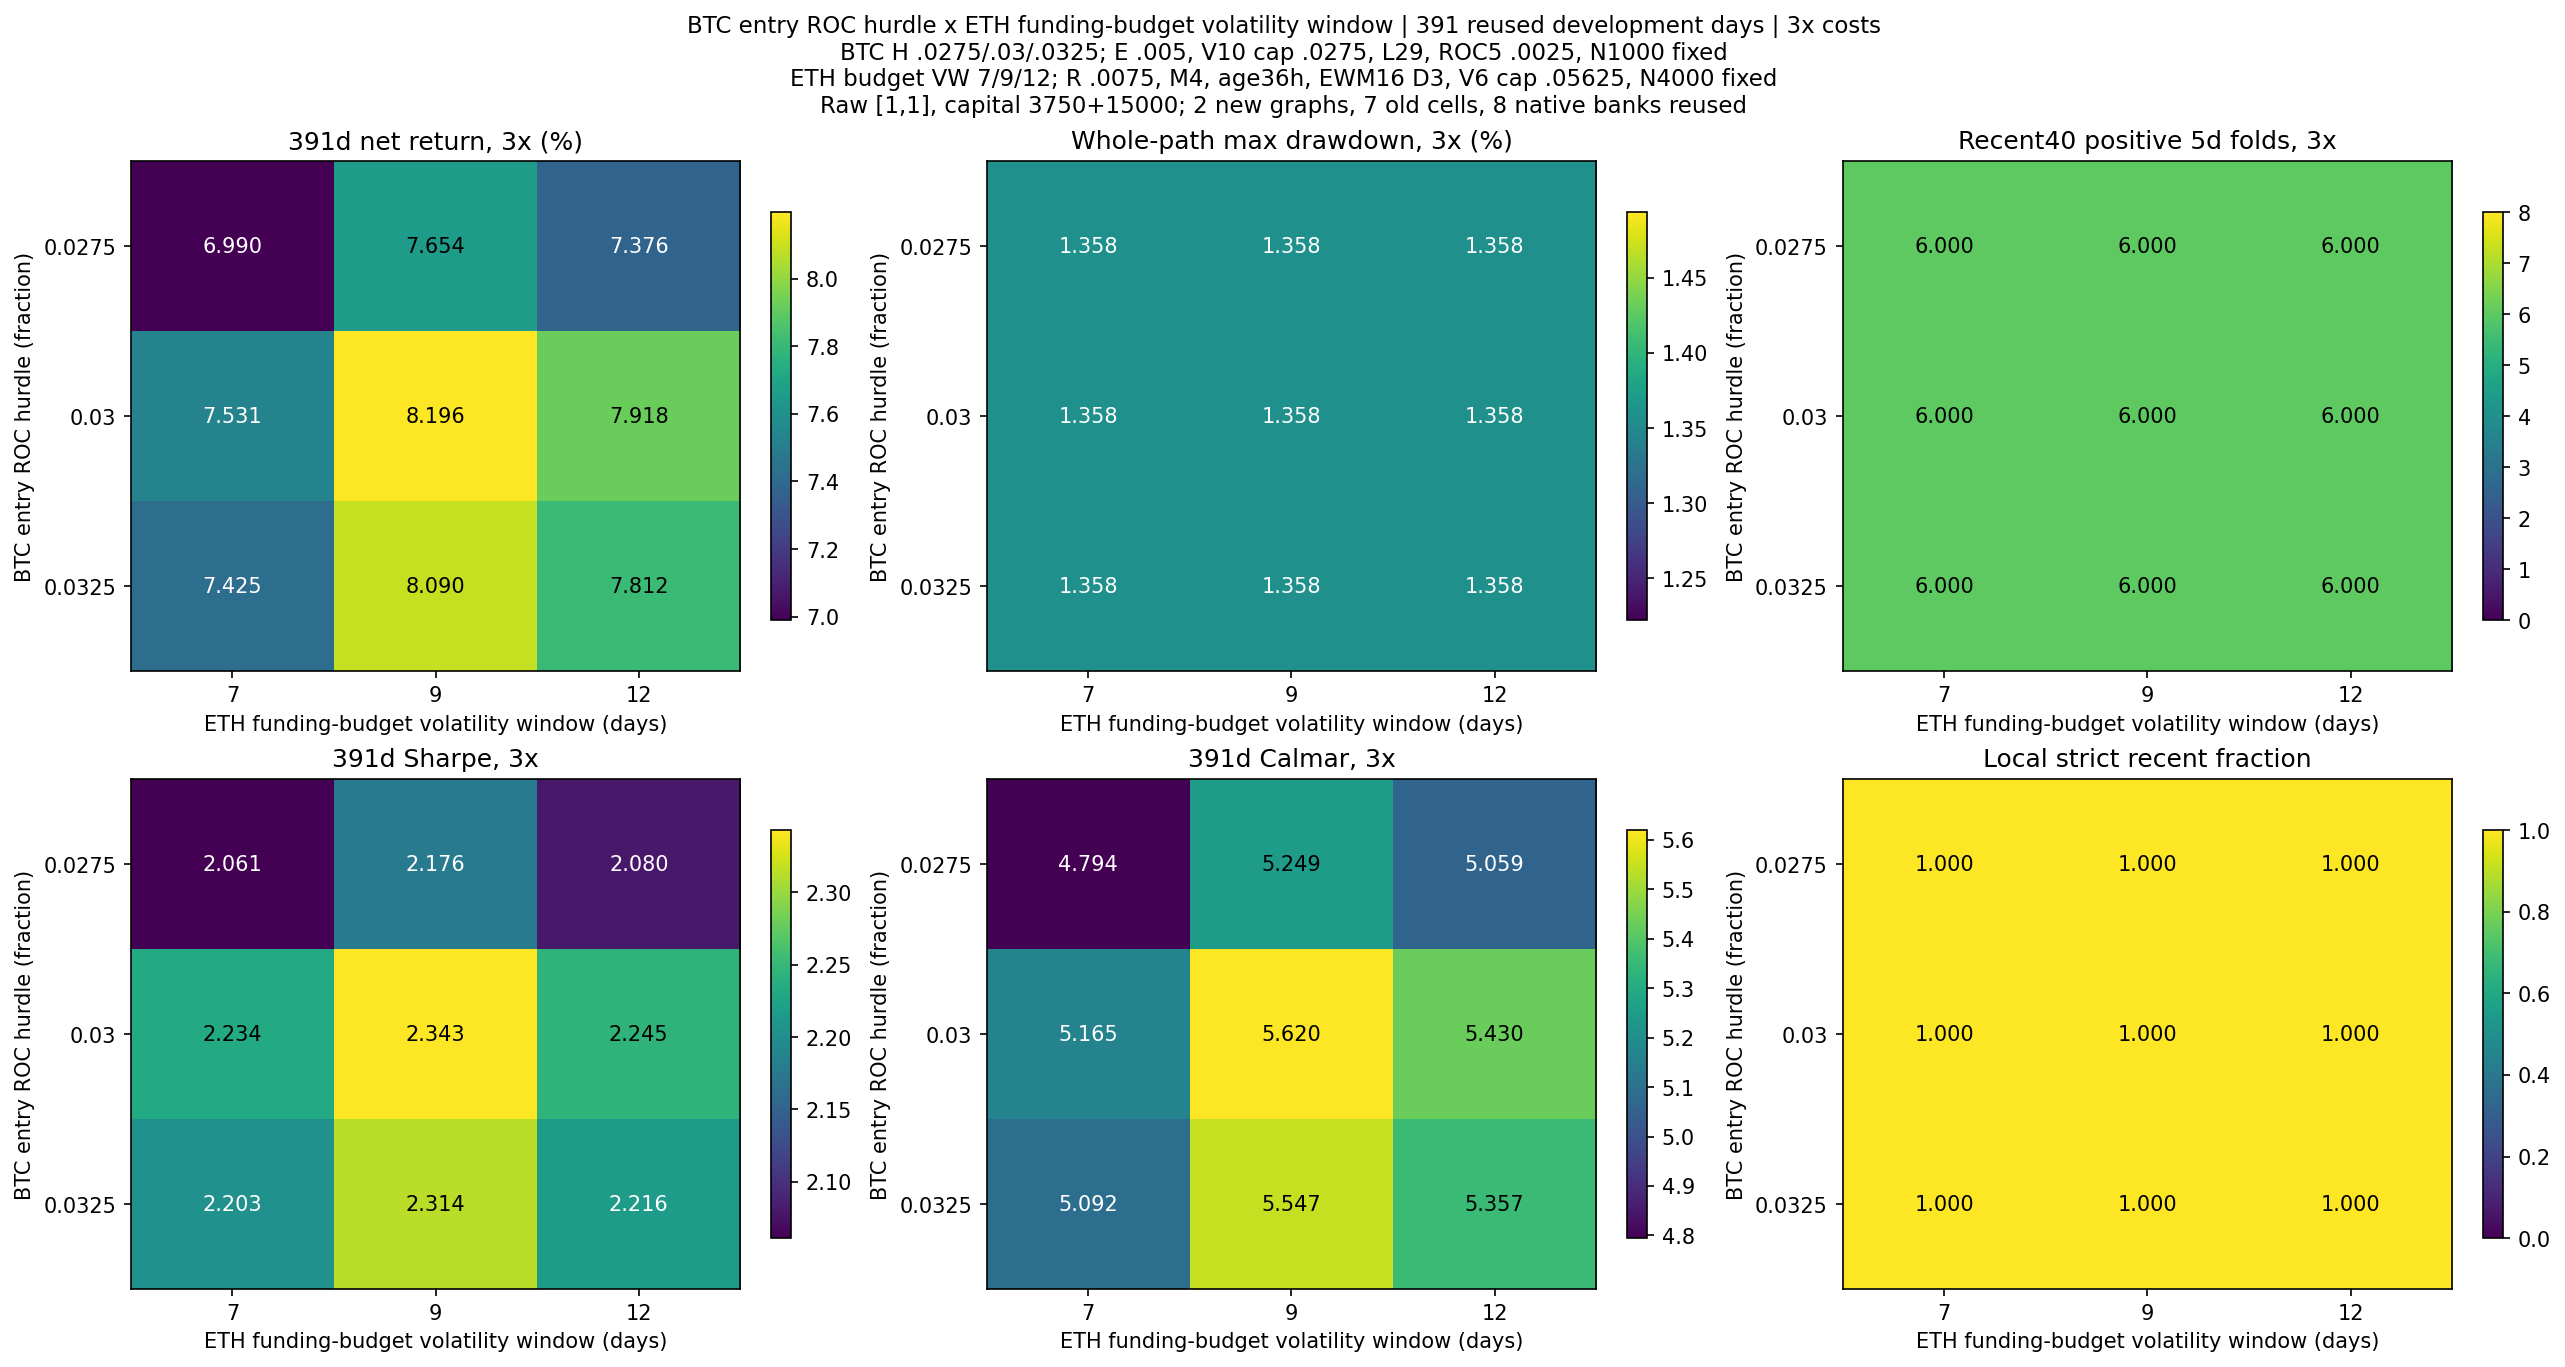 BTC entry ROC hurdle x ETH funding-budget volatility window | 391 reused development days | 3x costs
BTC H .0275/.03/.0325; E .005, V10 cap .0275, L29, ROC5 .0025, N1000 fixed
ETH budget VW 7/9/12; R .0075, M4, age36h, EWM16 D3, V6 cap .05625, N4000 fixed
Raw [1,1], capital 3750+15000; 2 new graphs, 7 old cells, 8 native banks reused
391d net return, 3x (%)
BTC entry ROC hurdle (fraction)
0.0275
0.03
0.0325
6.990 7.654 7.376
7.531 8.196 7.918
7.425 8.090 7.812
7 9 12
ETH funding-budget volatility window (days)
8.0
7.8
7.6
7.4
7.2
7.0
Whole-path max drawdown, 3x (%)
BTC entry ROC hurdle (fraction)
0.0275
0.03
0.0325
1.358 1.358 1.358
1.358 1.358 1.358
1.358 1.358 1.358
7 9 12
ETH funding-budget volatility window (days)
1.45
1.40
1.35
1.30
1.25
Recent40 positive 5d folds, 3x
BTC entry ROC hurdle (fraction)
0.0275
0.03
0.0325
6.000 6.000 6.000
6.000 6.000 6.000
6.000 6.000 6.000
7 9 12
ETH funding-budget volatility window (days)
8
7
6
5
4
3
2
1
0
391d Sharpe, 3x
BTC entry ROC hurdle (fraction)
0.0275
0.03
0.0325
2.061 2.176 2.080
2.234 2.343 2.245
2.203 2.314 2.216
7 9 12
ETH funding-budget volatility window (days)
2.30
2.25
2.20
2.15
2.10
391d Calmar, 3x
BTC entry ROC hurdle (fraction)
0.0275
0.03
0.0325
4.794 5.249 5.059
5.165 5.620 5.430
5.092 5.547 5.357
7 9 12
ETH funding-budget volatility window (days)
5.6
5.5
5.4
5.3
5.2
5.1
5.0
4.9
4.8
Local strict recent fraction
BTC entry ROC hurdle (fraction)
0.0275
0.03
0.0325
1.000 1.000 1.000
1.000 1.000 1.000
1.000 1.000 1.000
7 9 12
ETH funding-budget volatility window (days)
1.0
0.8
0.6
0.4
0.2
0.0